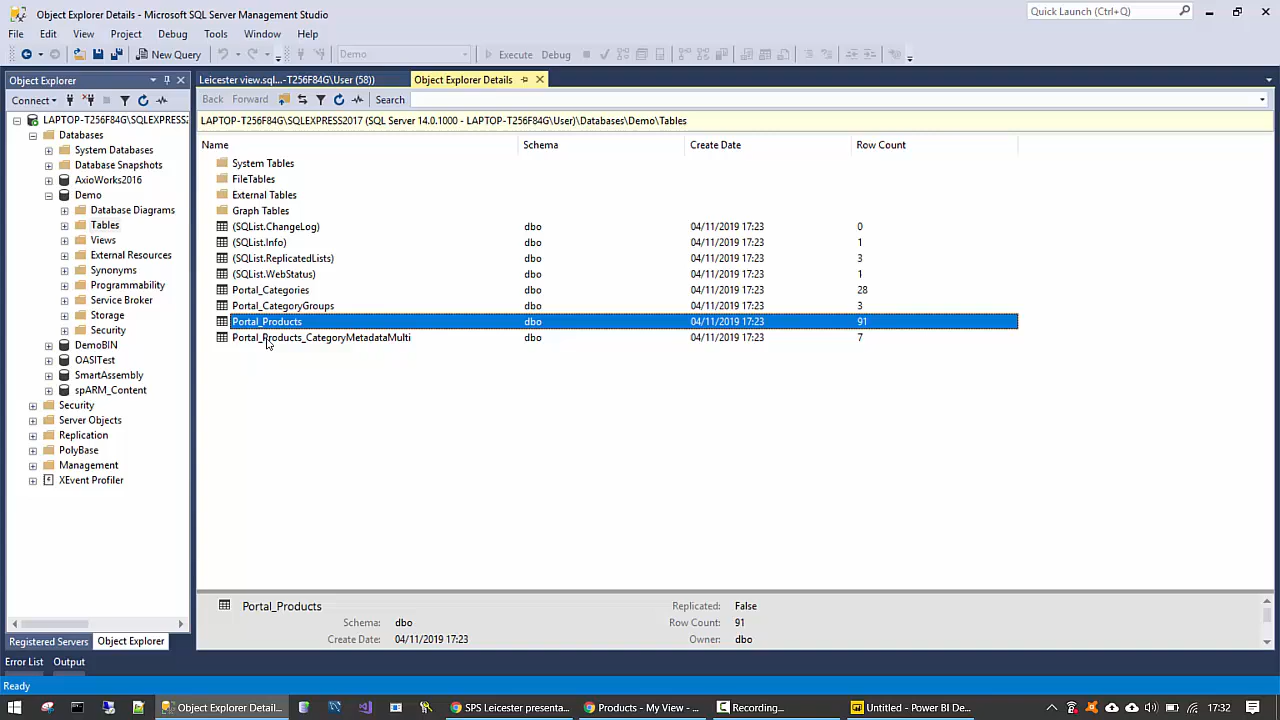 Object Explorer Details - Microsoft SQL Server Management Studio
Quick Launch (Ctrl+Q)
File Edit View Project Debug Tools Window Help
New Query Demo Execute Debug
Object Explorer
Leicester view.sql...-T256F84G\User (58)) Object Explorer Details
Connect Back Forward Search
LAPTOP-T256F84G\SQLEXPRESS2017 (SQL Server 14.0.1000 - LAPTOP-T256F84G\User)\Databases\Demo\Tables
LAPTOP-T256F84G\SQLEXPRESS2
Databases
System Databases
Database Snapshots
AxioWorks2016
Demo
Database Diagrams
Tables
Views
External Resources
Synonyms
Programmability
Service Broker
Storage
Security
DemoBIN
OASITest
SmartAssembly
spARM_Content
Security
Server Objects
Replication
PolyBase
Management
XEvent Profiler
Registered Servers Object Explorer
Name Schema Create Date Row Count
System Tables
FileTables
External Tables
Graph Tables
(SQList.ChangeLog) dbo 04/11/2019 17:23 0
(SQList.Info) dbo 04/11/2019 17:23 1
(SQList.ReplicatedLists) dbo 04/11/2019 17:23 3
(SQList.WebStatus) dbo 04/11/2019 17:23 1
Portal_Categories dbo 04/11/2019 17:23 28
Portal_CategoryGroups dbo 04/11/2019 17:23 3
Portal_Products dbo 04/11/2019 17:23 91
Portal_Products_CategoryMetadataMulti dbo 04/11/2019 17:23 7
Portal_Products Replicated: False
Schema: dbo Row Count: 91
Create Date: 04/11/2019 17:23 Owner: dbo
Error List Output
Ready
Object Explorer Detail... SPS Leicester presenta... Products - My View - ... Recording... Untitled - Power BI De... 17:32